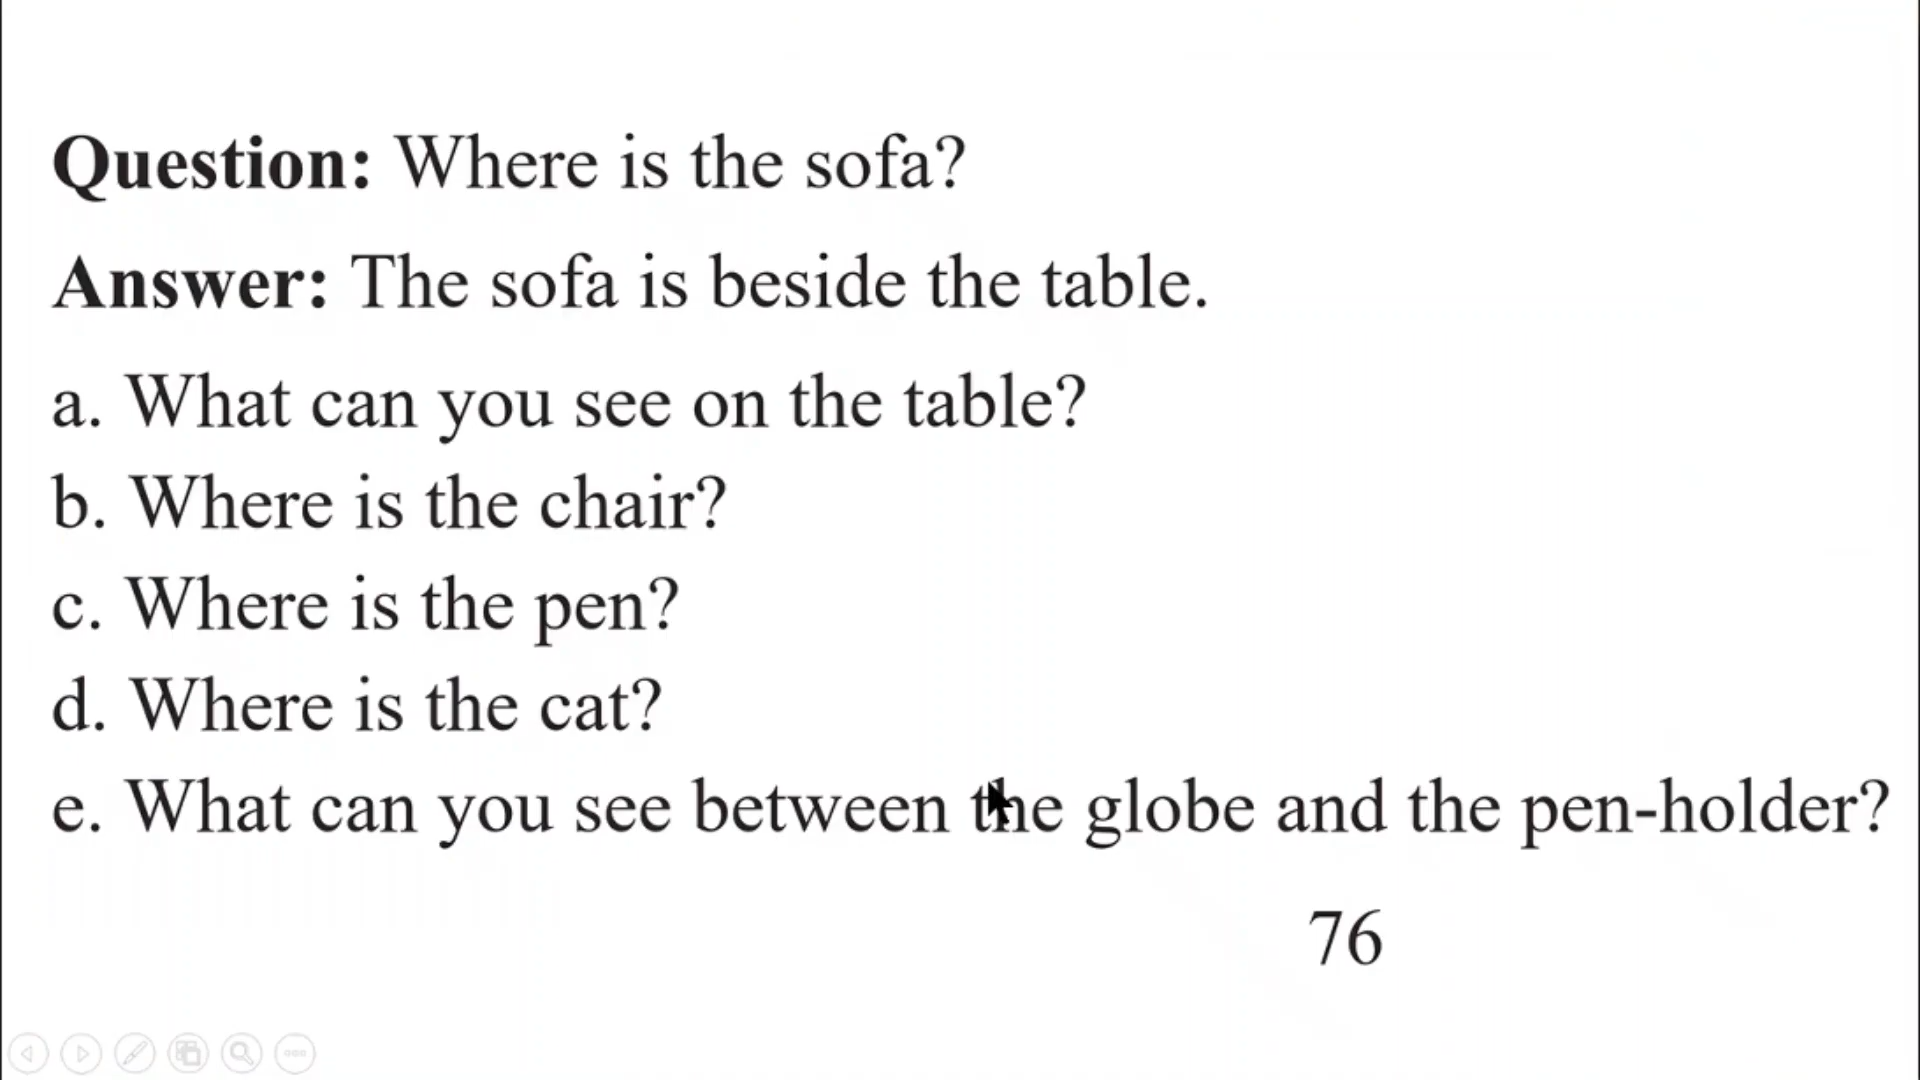 Question: Where is the sofa?
Answer: The sofa is beside the table.
a. What can you see on the table?
b. Where is the chair?
c. Where is the pen?
d. Where is the cat?
e. What can you see between the globe and the pen-holder?
76